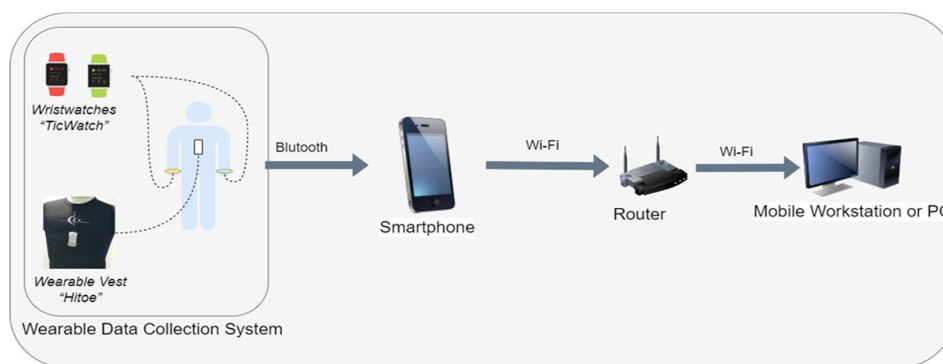 Wristwatches
“TicWatch”
Wearable Vest
“Hitoe”
Wearable Data Collection System
Blutooth
Smartphone
Wi-Fi
Router
Wi-Fi
Mobile Workstation or PC